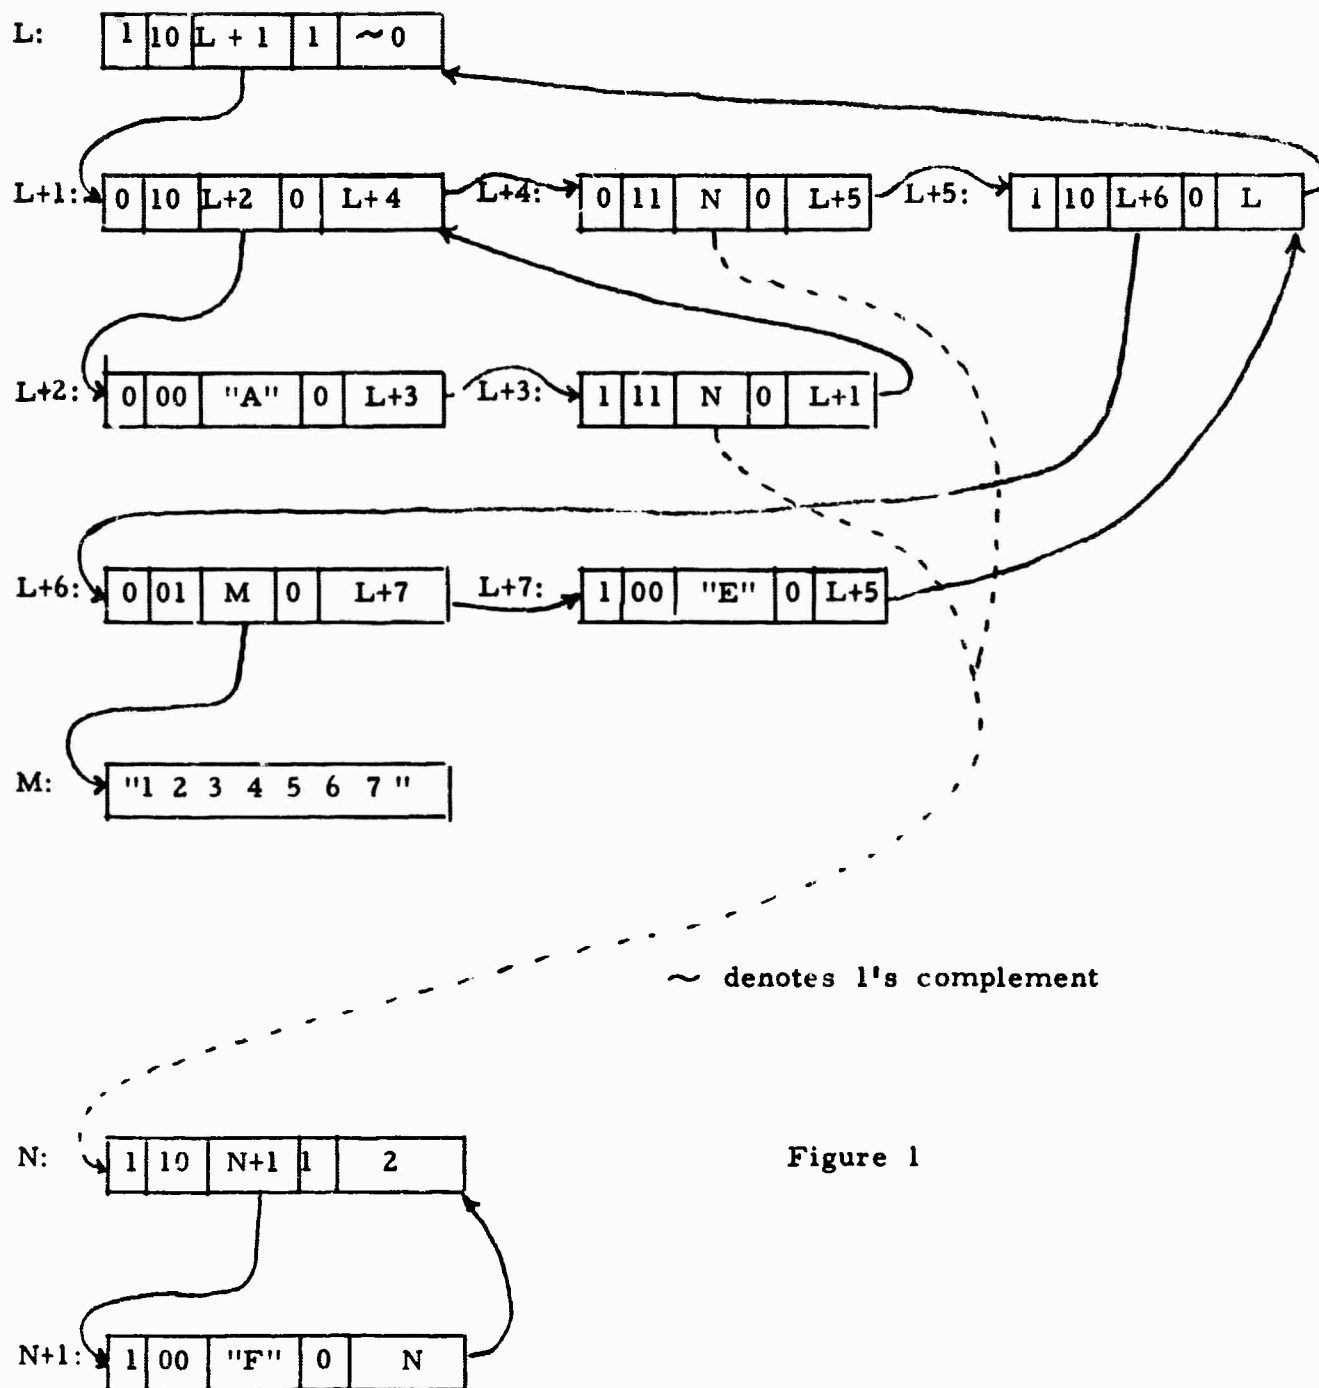 L: 1 10 L + 1 1 ~0
L+1: 0 10 L+2 0 L+4 L+4: 0 11 N 0 L+5 L+5: 1 10 L+6 0 L
L+2: 0 00 "A" 0 L+3 L+3: 1 11 N 0 L+1
L+6: 0 01 M 0 L+7 L+7: 1 00 "E" 0 L+5
M: "1 2 3 4 5 6 7"
~ denotes 1's complement
N: 1 10 N+1 1 2
Figure 1
N+1: 1 00 "F" 0 N